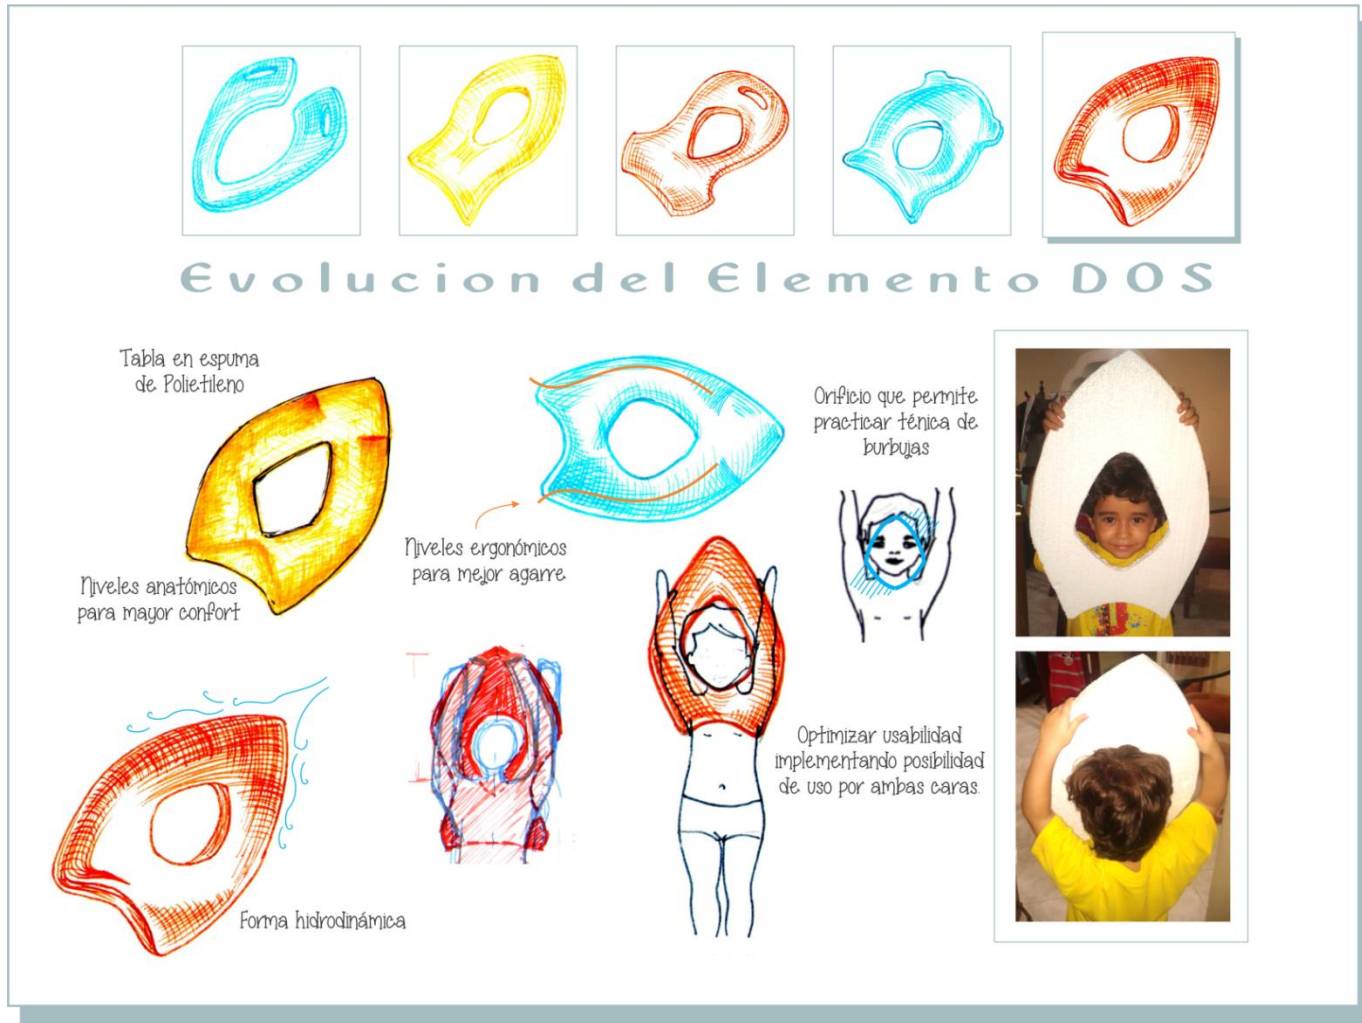 Evolucion del Elemento DOS
Tabla en espuma
de Polietileno
Niveles anatómicos
para mayor confort
Niveles ergonómicos
para mejor agarre
Orificio que permite
practicar ténica de
burbujas
Optimizar usabilidad
implementando posibilidad
de uso por ambas caras.
Forma hidrodinámica